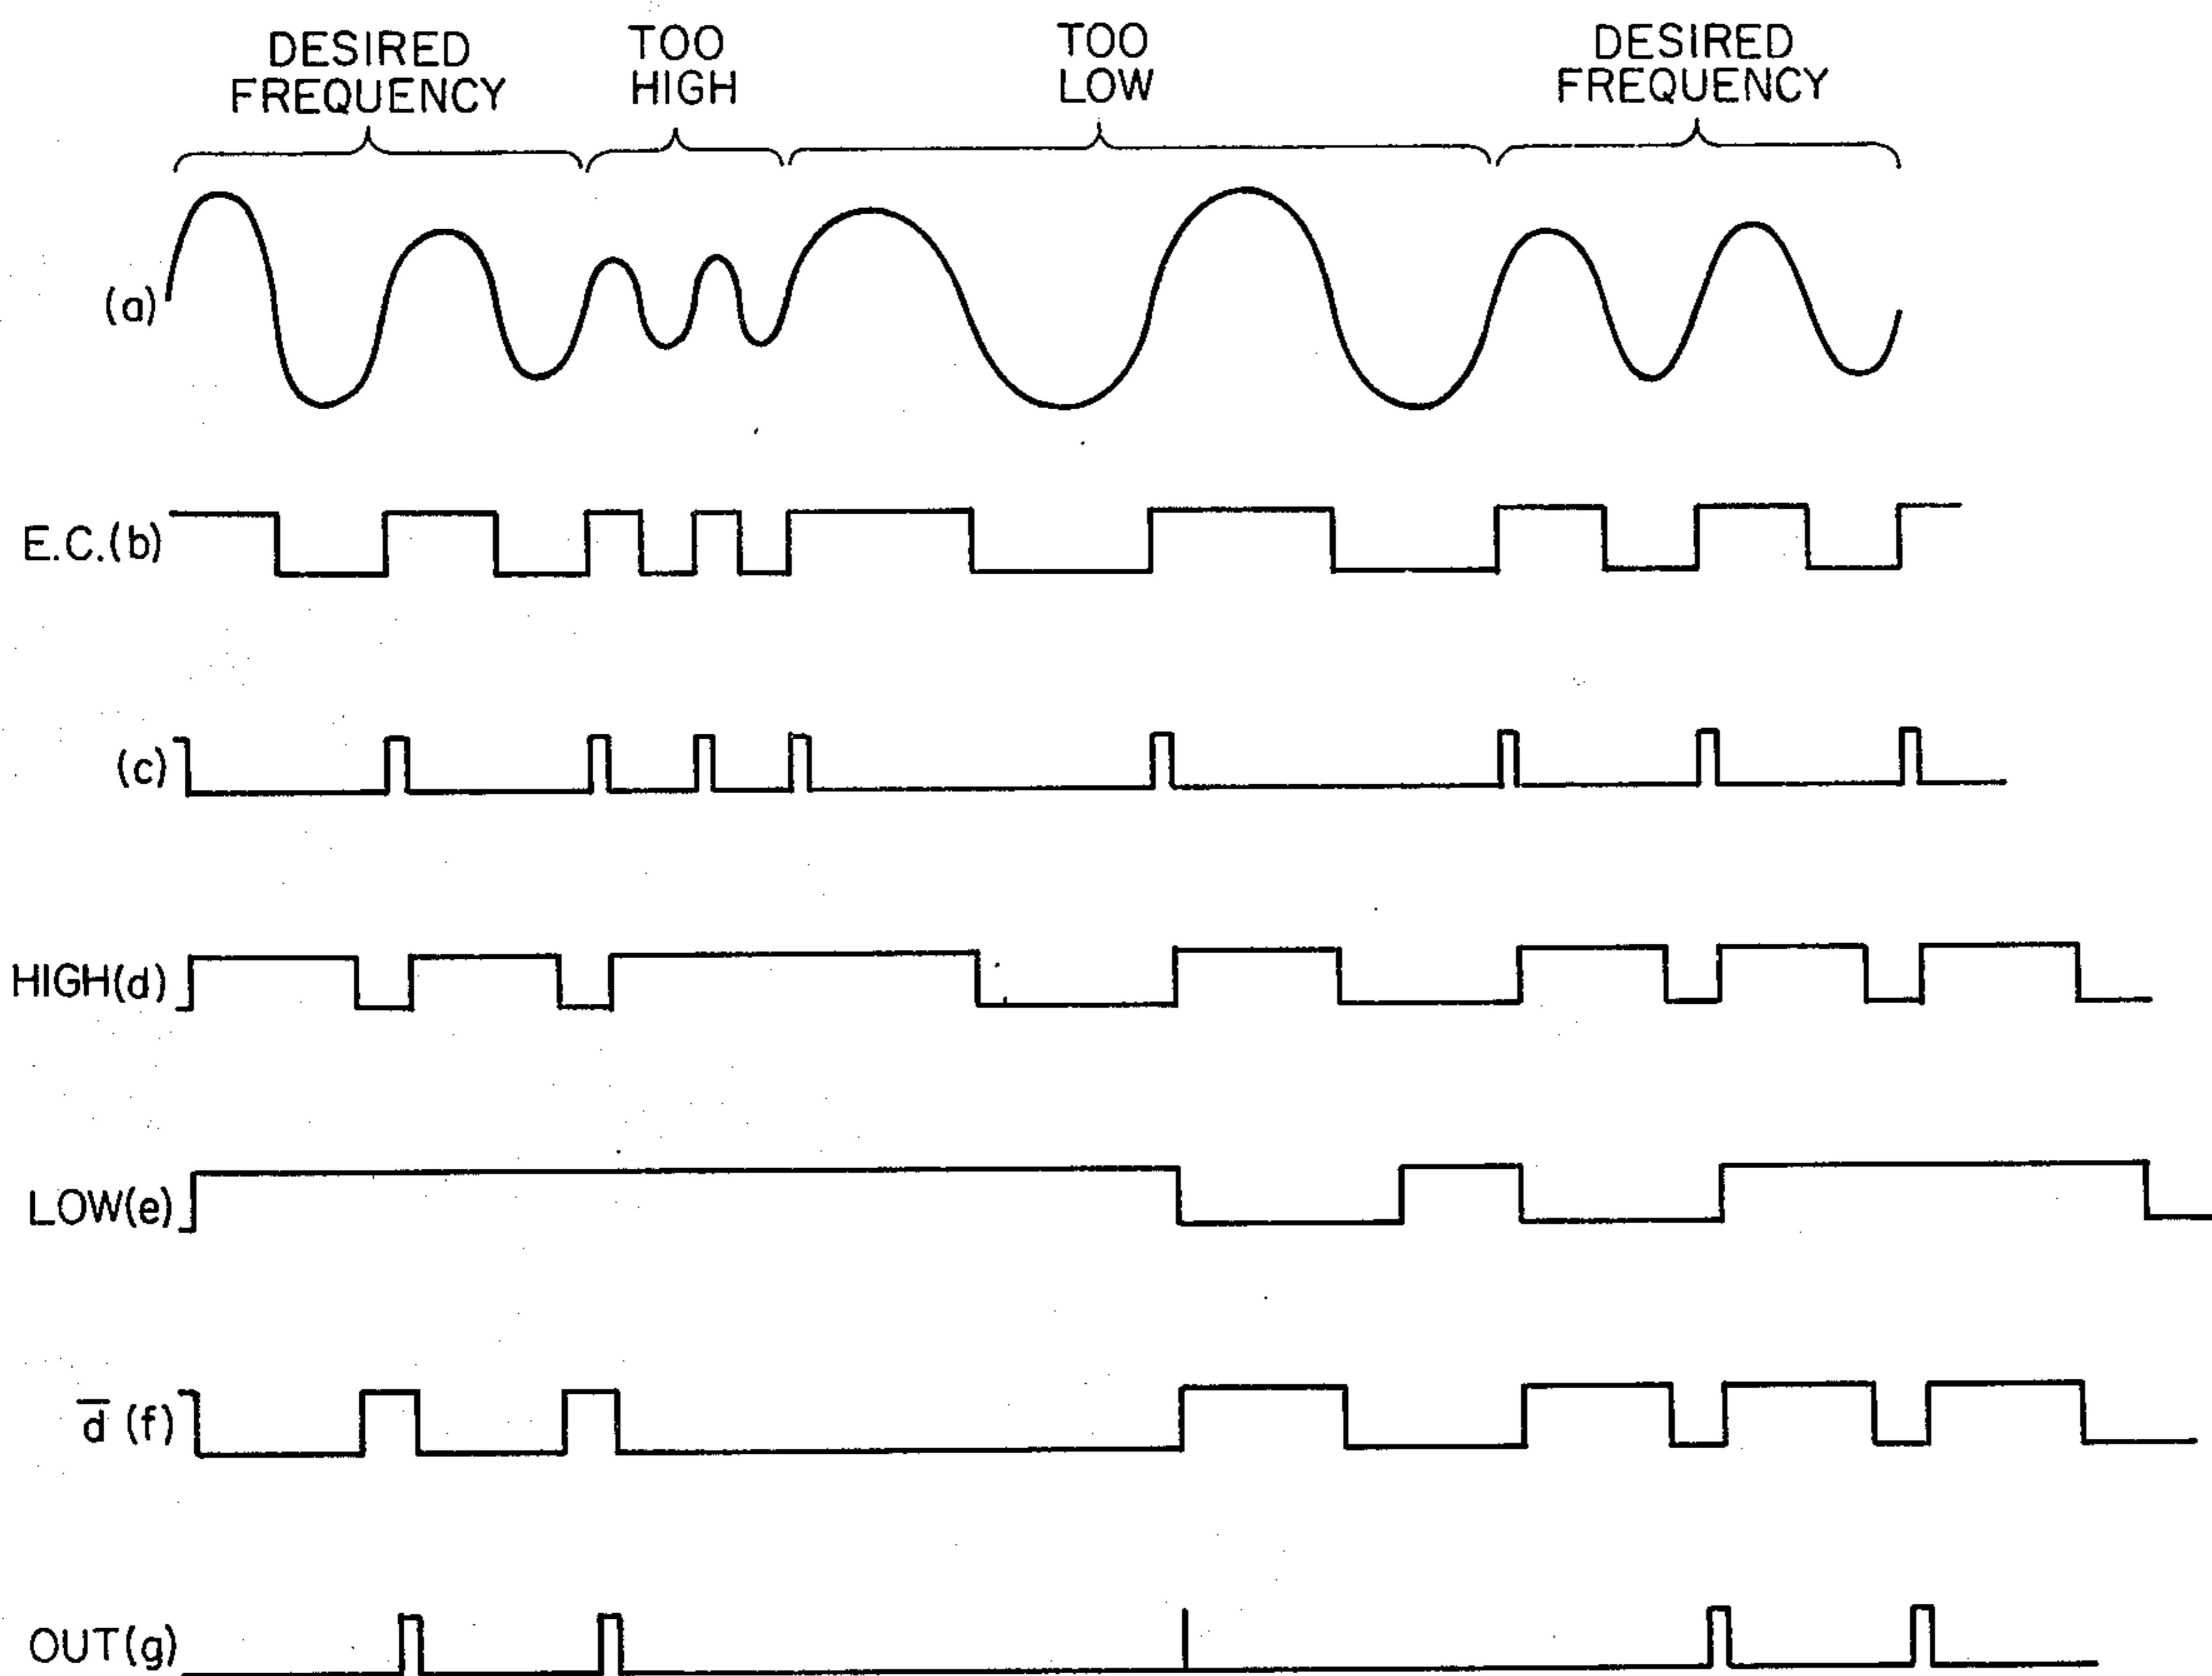 DESIRED
FREQUENCY
TOO
HIGH
TOO
LOW
DESIRED
FREQUENCY
(a)
E.C.(b)
(c)
HIGH(d)
LOW(e)
d̅ (f)
OUT(g)